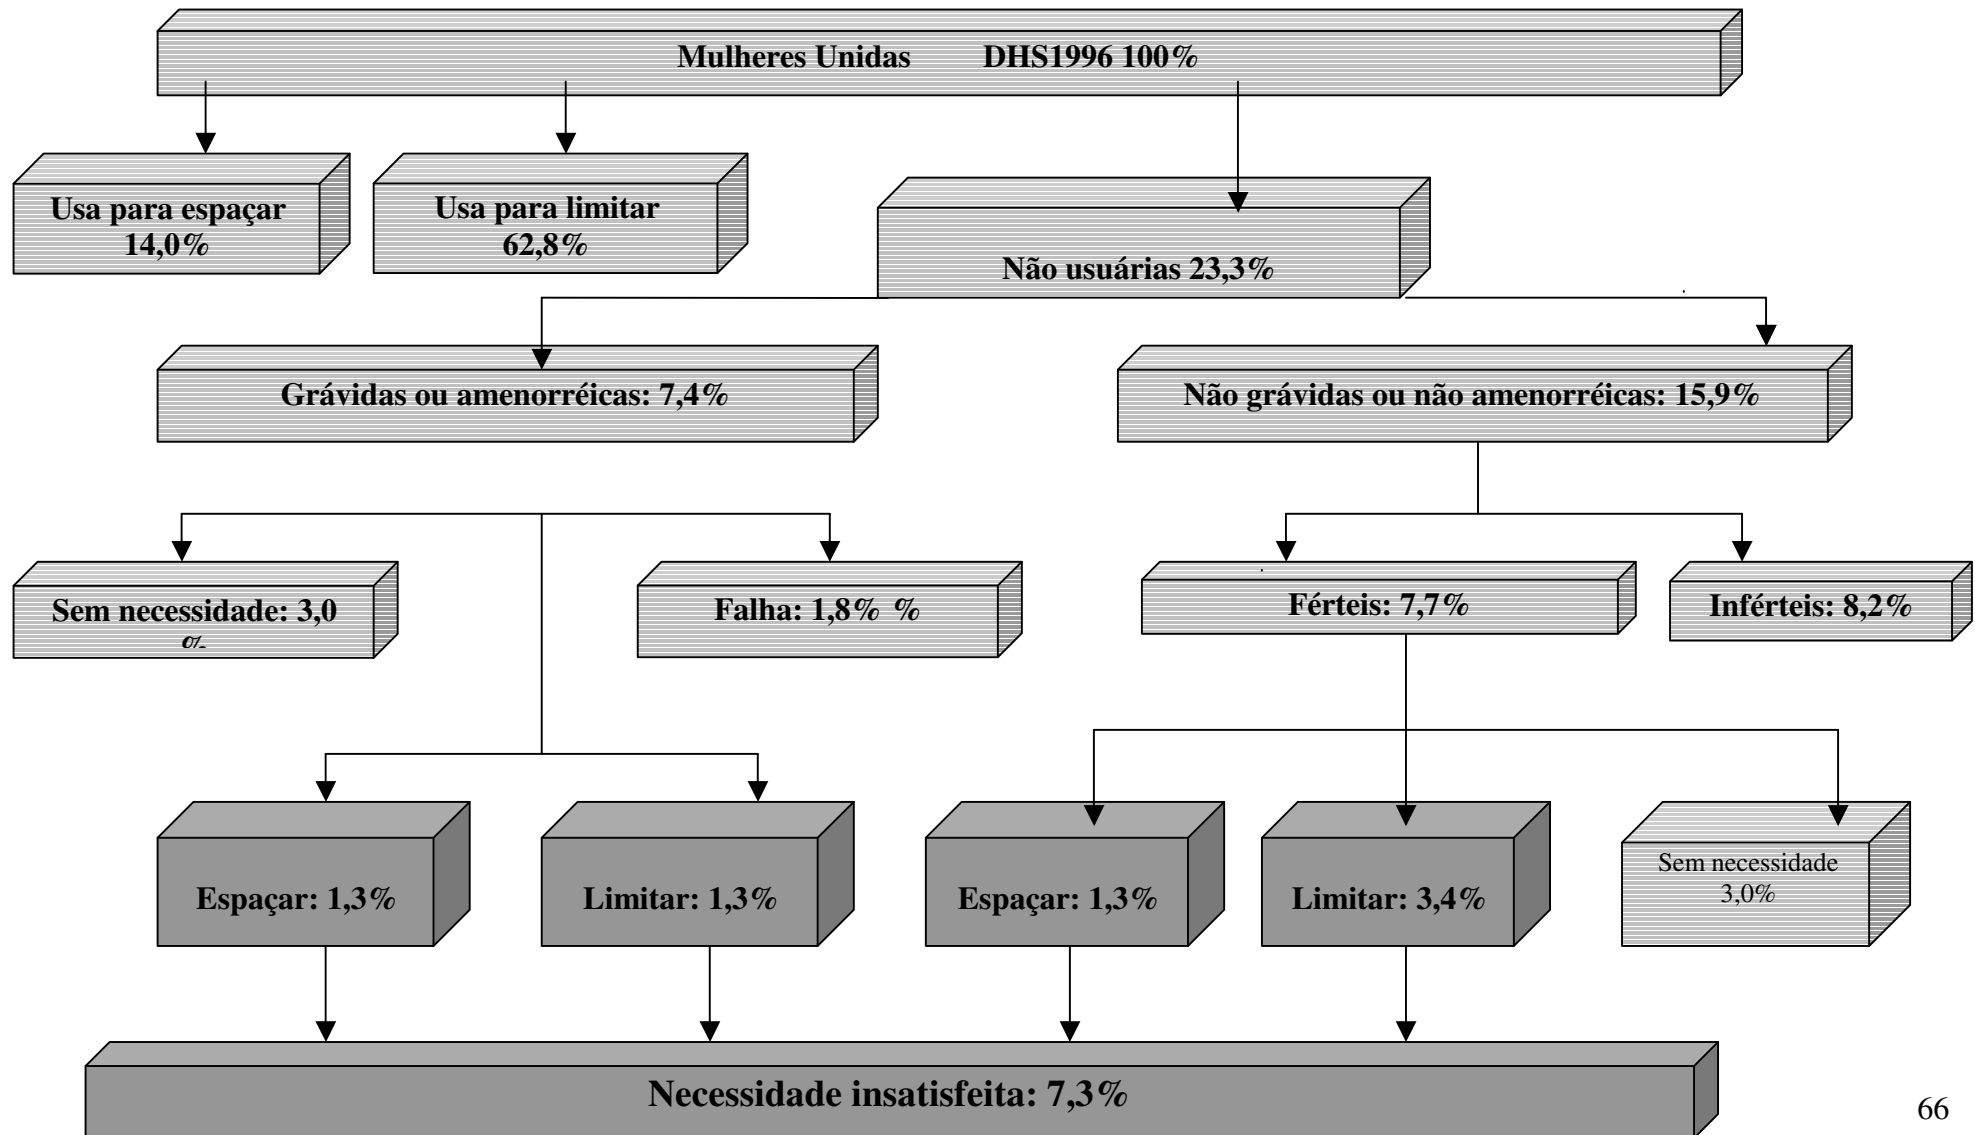 Mulheres Unidas DHS1996 100%
Usa para espaçar
14,0%
Usa para limitar
62,8%
Não usuárias 23,3%
Grávidas ou amenorréicas: 7,4%
Não grávidas ou não amenorréicas: 15,9%
Sem necessidade: 3,0
%
Falha: 1,8% %
Férteis: 7,7%
Inférteis: 8,2%
Espaçar: 1,3%
Limitar: 1,3%
Espaçar: 1,3%
Limitar: 3,4%
Sem necessidade
3,0%
Necessidade insatisfeita: 7,3%
66